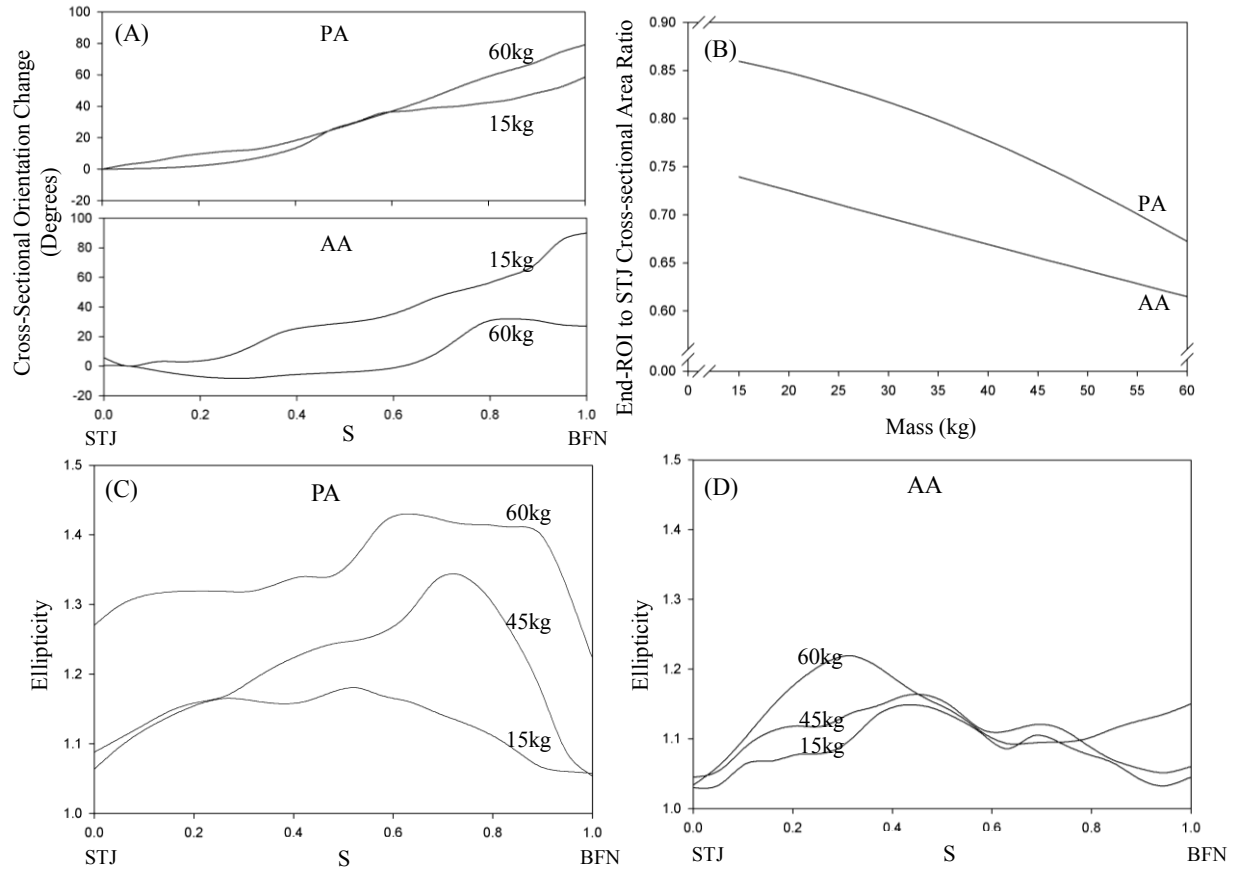 Cross-Sectional Orientation Change
(Degrees)
(A)
PA
100
80
60
40
20
0
-20
60kg
15kg
AA
100
80
60
40
20
0
-20
15kg
60kg
0.0 0.2 0.4 0.6 0.8 1.0
STJ S BFN
End-ROI to STJ Cross-sectional Area Ratio
(B)
0.90
0.85
0.80
0.75
0.70
0.65
0.60
0.00
PA
AA
0 15 20 25 30 35 40 45 50 55 60
Mass (kg)
(C)
PA
Ellipticity
1.5
1.4
1.3
1.2
1.1
1.0
60kg
45kg
15kg
0.0 0.2 0.4 0.6 0.8 1.0
STJ S BFN
(D)
AA
Ellipticity
1.5
1.4
1.3
1.2
1.1
1.0
60kg
45kg
15kg
0.0 0.2 0.4 0.6 0.8 1.0
STJ S BFN